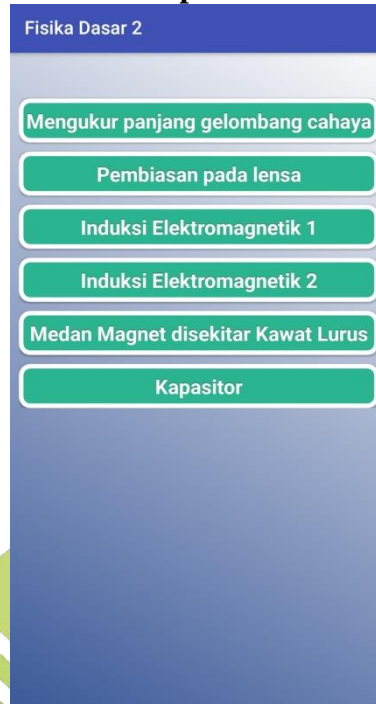 Fisika Dasar 2
Mengukur panjang gelombang cahaya
Pembiasan pada lensa
Induksi Elektromagnetik 1
Induksi Elektromagnetik 2
Medan Magnet disekitar Kawat Lurus
Kapasitor